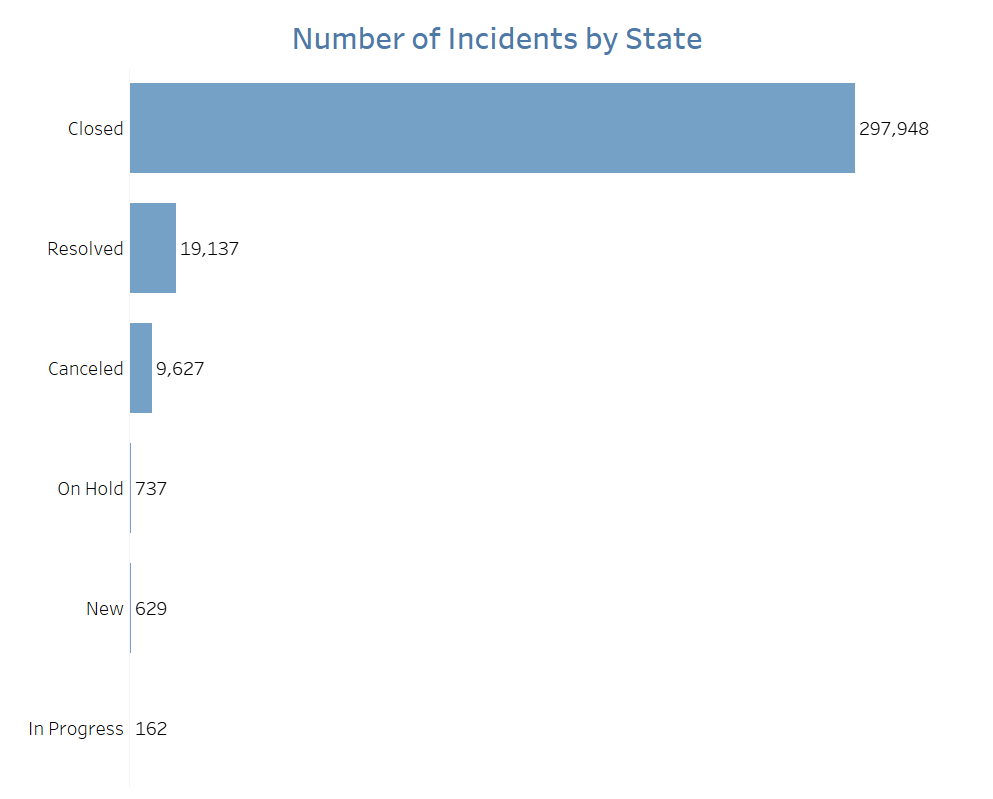 Number of Incidents by State
Closed 297,948
Resolved 19,137
Canceled 9,627
On Hold 737
New 629
In Progress 162